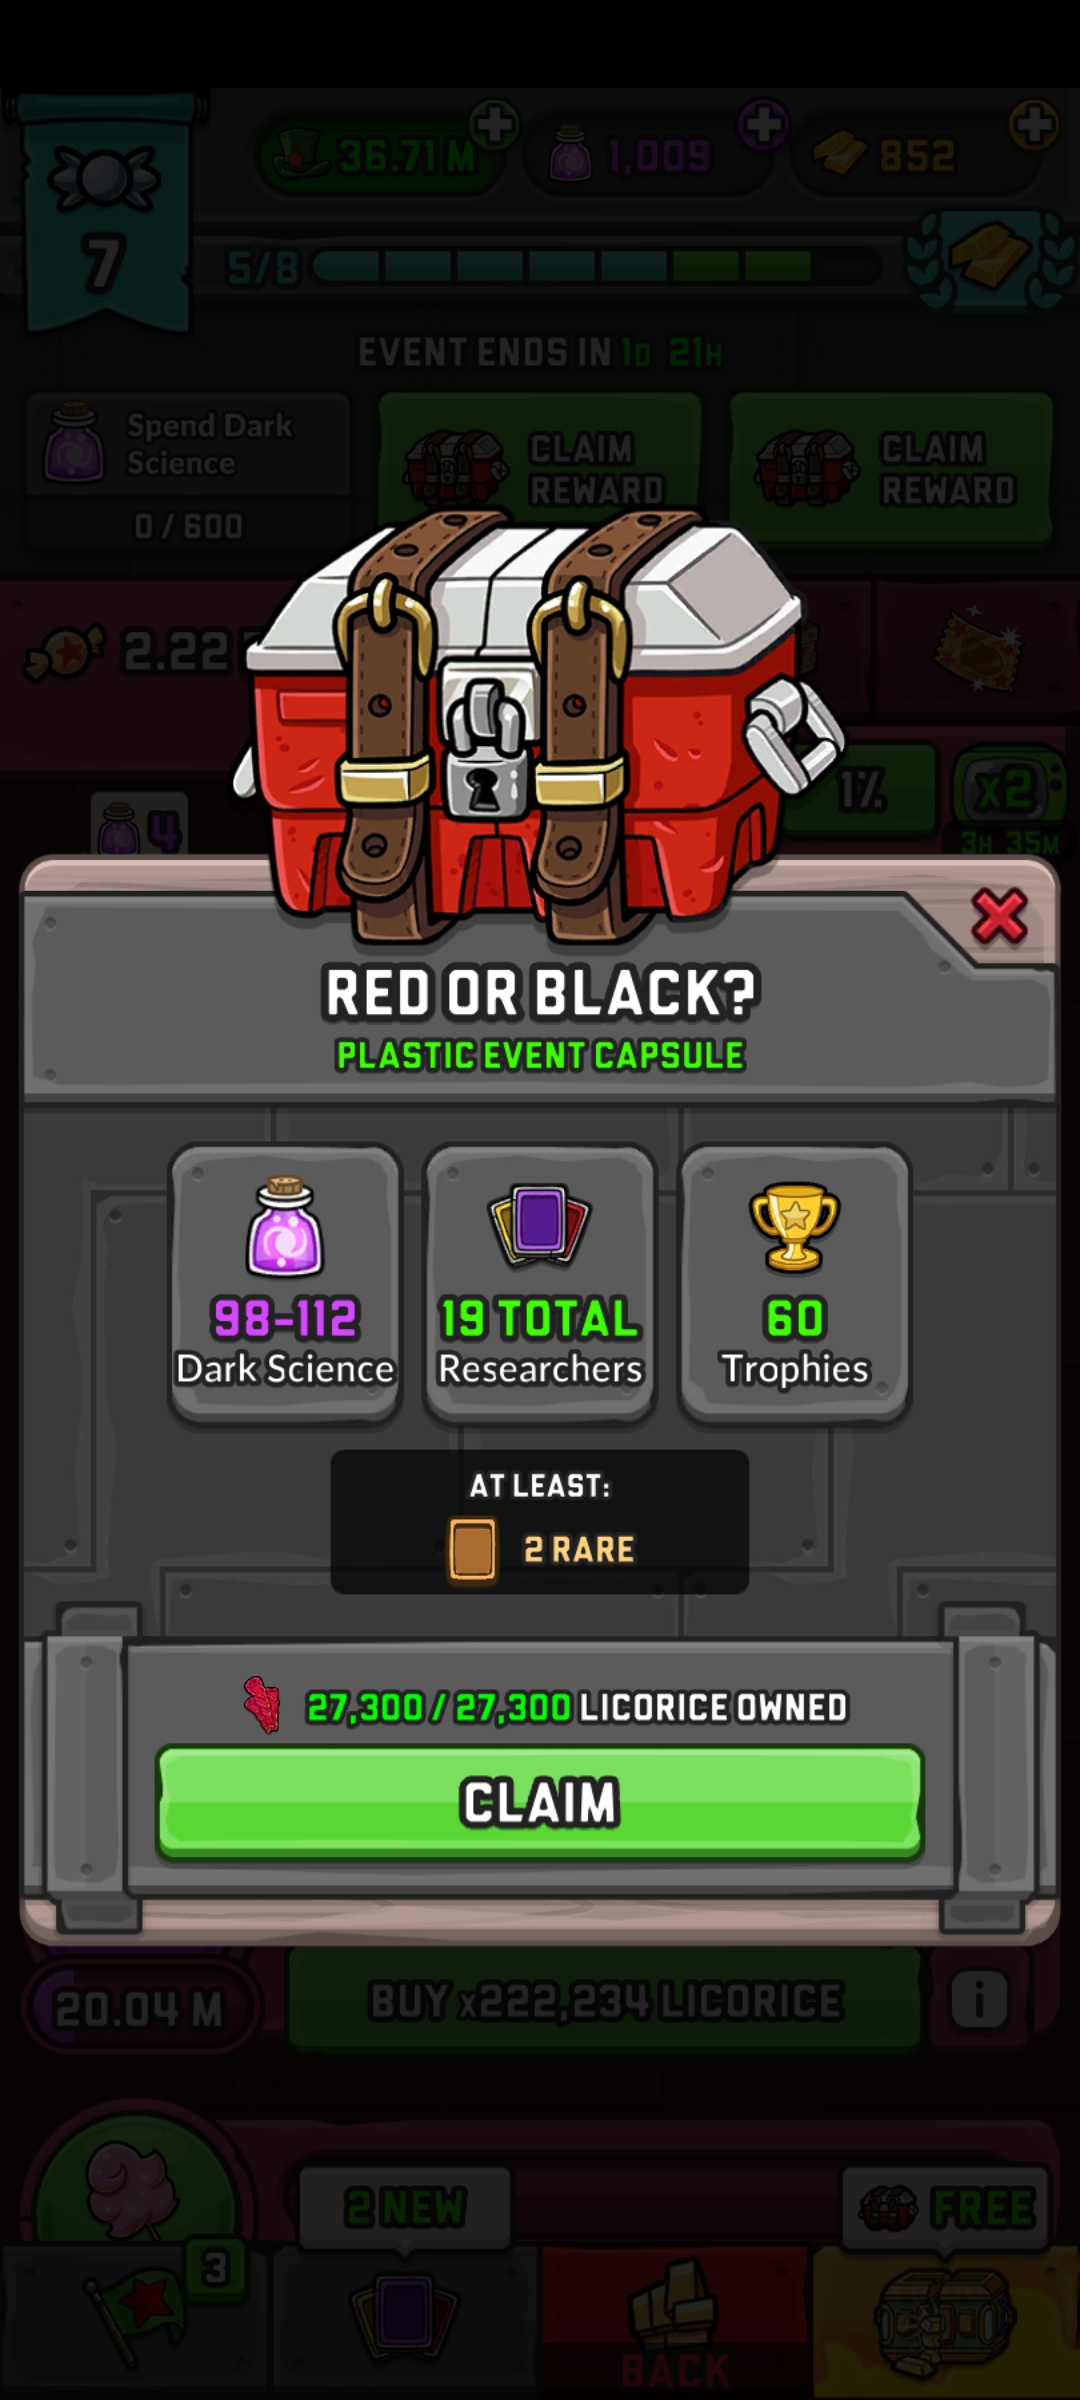 36.71 M
1,009
852
7
5/8
EVENT ENDS IN 1D 21H
Spend Dark
Science
0 / 600
CLAIM
REWARD
CLAIM
REWARD
2.22
1%
x2
3H 35M
4
RED OR BLACK?
PLASTIC EVENT CAPSULE
98-112
Dark Science
19 TOTAL
Researchers
60
Trophies
AT LEAST:
2 RARE
27,300 / 27,300 LICORICE OWNED
CLAIM
20.04 M
BUY x222,234 LICORICE
i
2 NEW
FREE
3
BACK